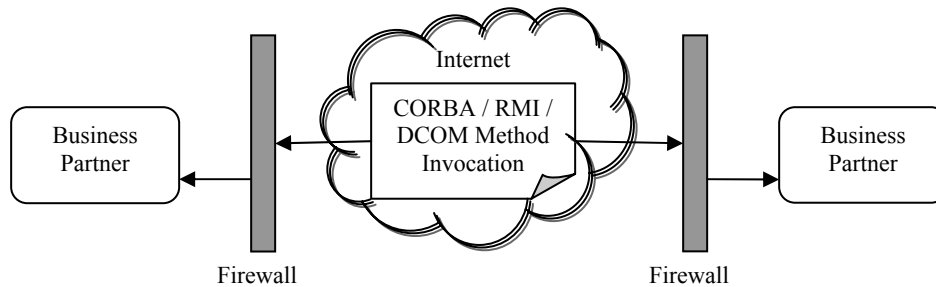 Internet
CORBA / RMI /
DCOM Method
Invocation
Business
Partner
Business
Partner
Firewall
Firewall